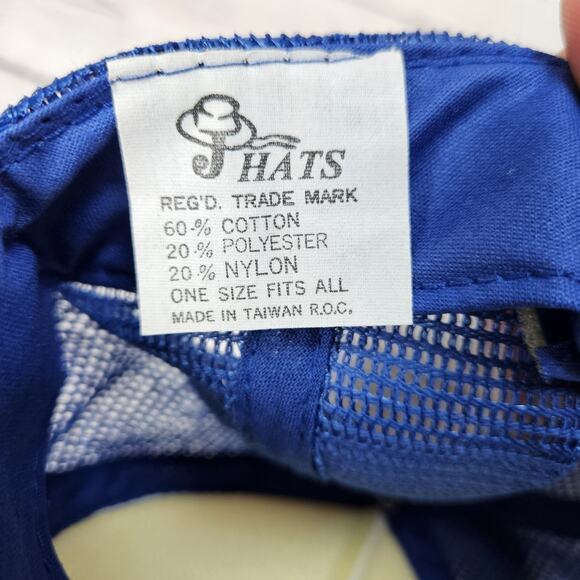 J HATS
REG'D. TRADE MARK
60-% COTTON
20-% POLYESTER
20-% NYLON
ONE SIZE FITS ALL
MADE IN TAIWAN R.O.C.